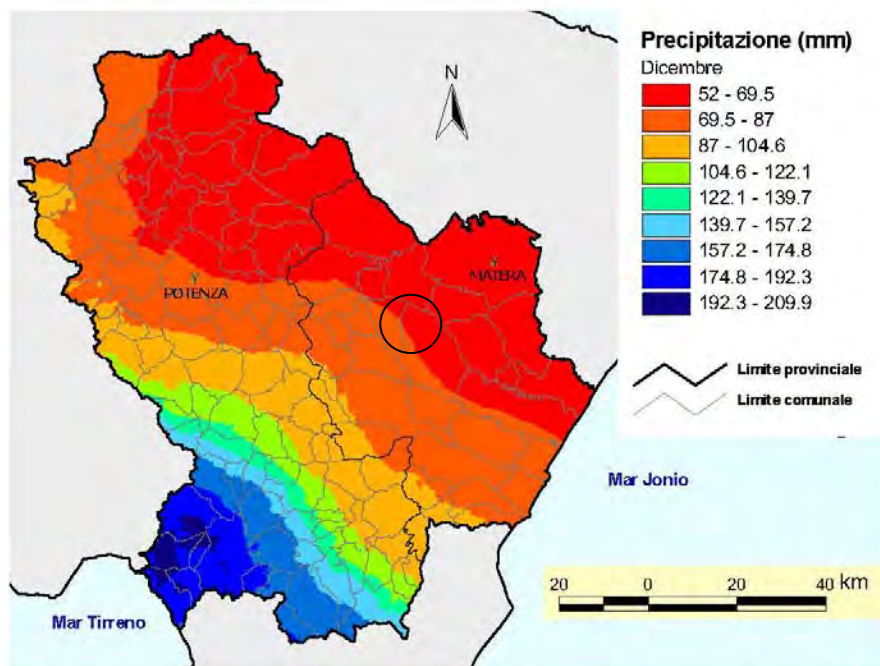 Precipitazione (mm)
Dicembre
52 - 69.5
69.5 - 87
87 - 104.6
104.6 - 122.1
122.1 - 139.7
139.7 - 157.2
157.2 - 174.8
174.8 - 192.3
192.3 - 209.9
Limite provinciale
Limite comunale
N
MATERA
POTENZA
Mar Jonio
Mar Tirreno
20 0 20 40 km